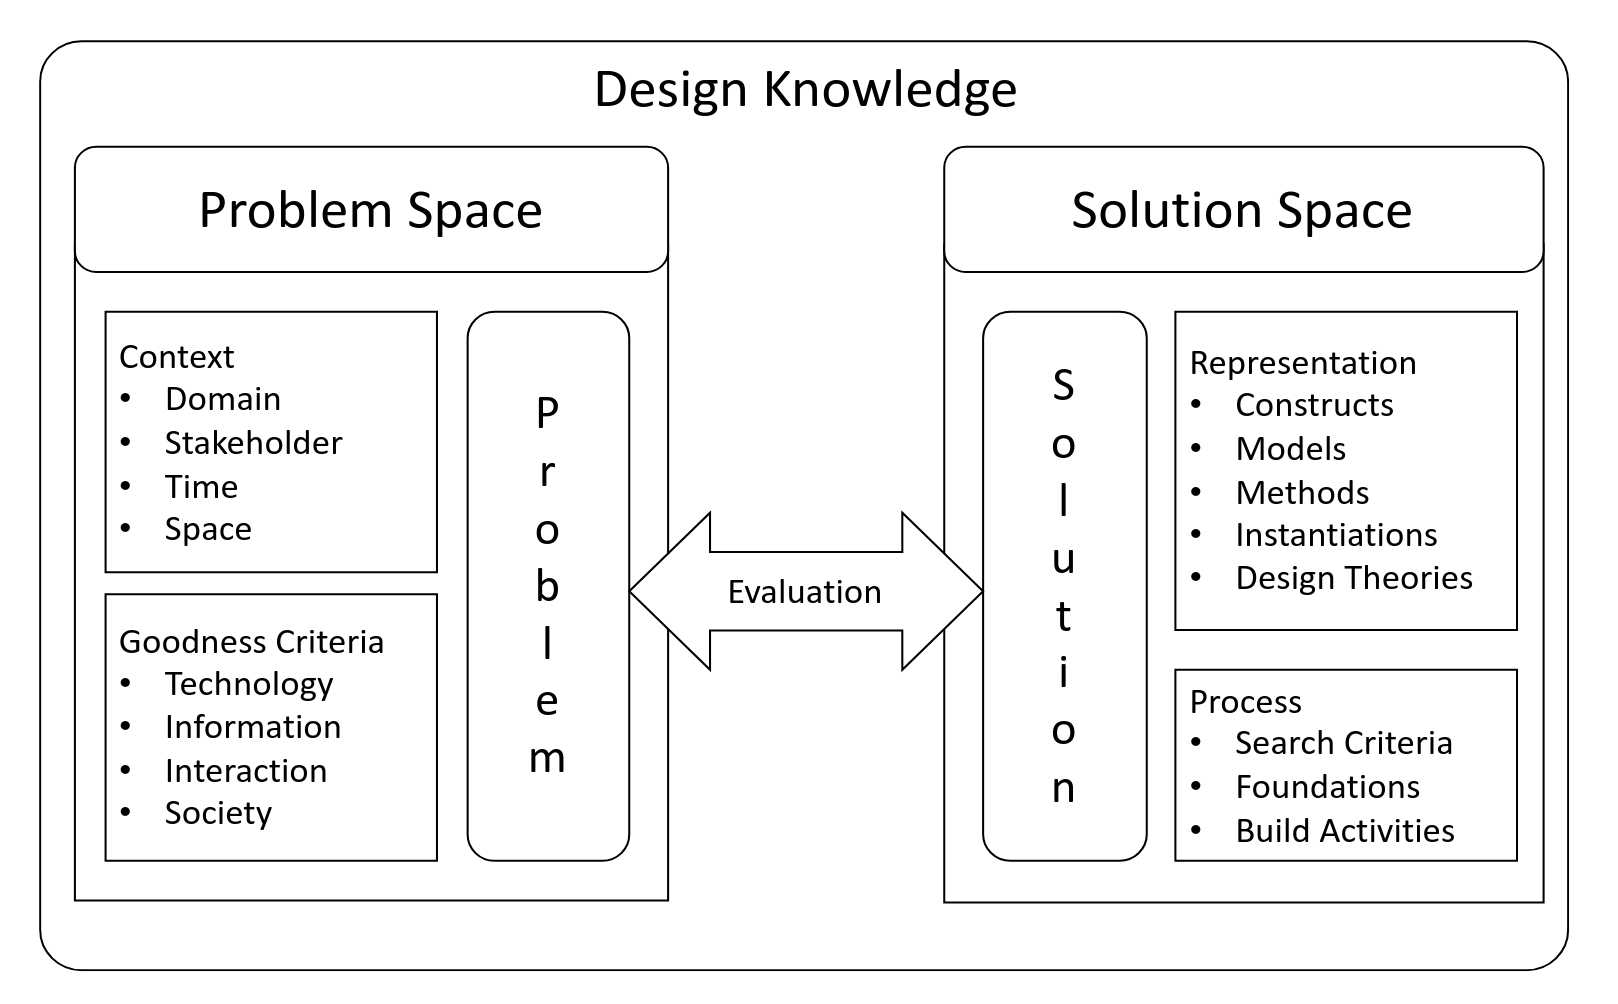 Design Knowledge
Problem Space
Context
• Domain
• Stakeholder
• Time
• Space
Goodness Criteria
• Technology
• Information
• Interaction
• Society
Problem
Evaluation
Solution Space
Solution
Representation
• Constructs
• Models
• Methods
• Instantiations
• Design Theories
Process
• Search Criteria
• Foundations
• Build Activities